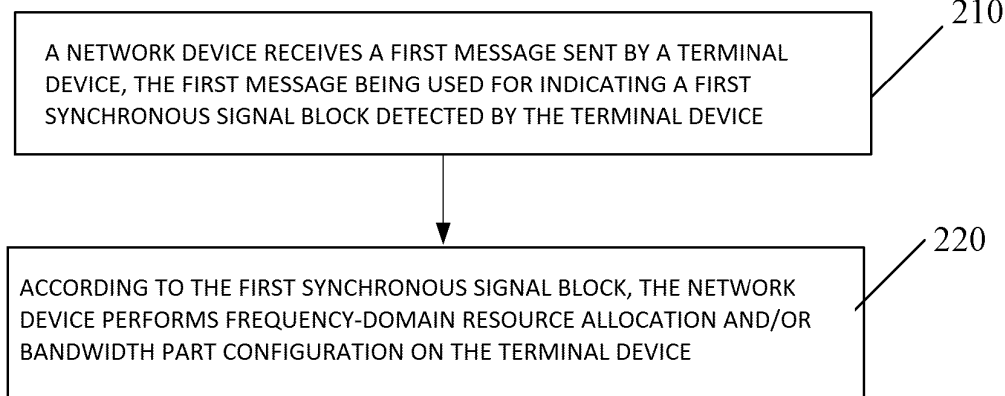 210
A NETWORK DEVICE RECEIVES A FIRST MESSAGE SENT BY A TERMINAL
DEVICE, THE FIRST MESSAGE BEING USED FOR INDICATING A FIRST
SYNCHRONOUS SIGNAL BLOCK DETECTED BY THE TERMINAL DEVICE
220
ACCORDING TO THE FIRST SYNCHRONOUS SIGNAL BLOCK, THE NETWORK
DEVICE PERFORMS FREQUENCY-DOMAIN RESOURCE ALLOCATION AND/OR
BANDWIDTH PART CONFIGURATION ON THE TERMINAL DEVICE